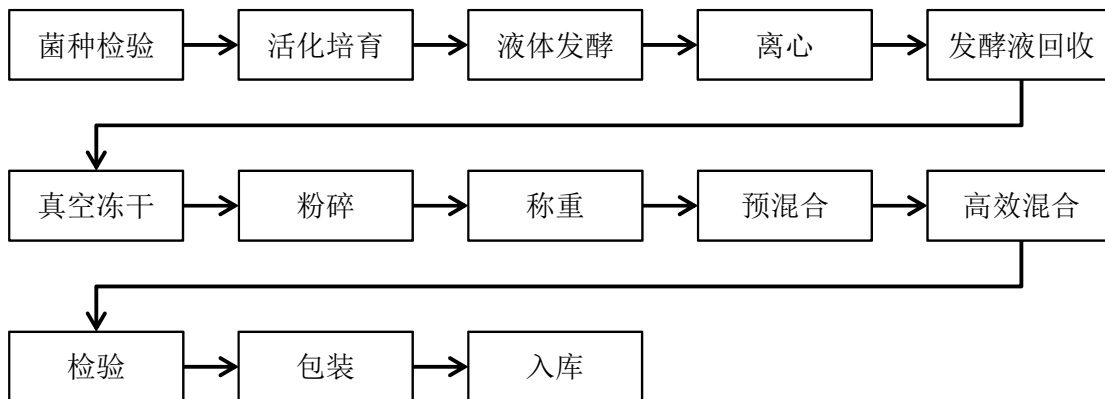 菌种检验
活化培育
液体发酵
离心
发酵液回收
真空冻干
粉碎
称重
预混合
高效混合
检验
包装
入库